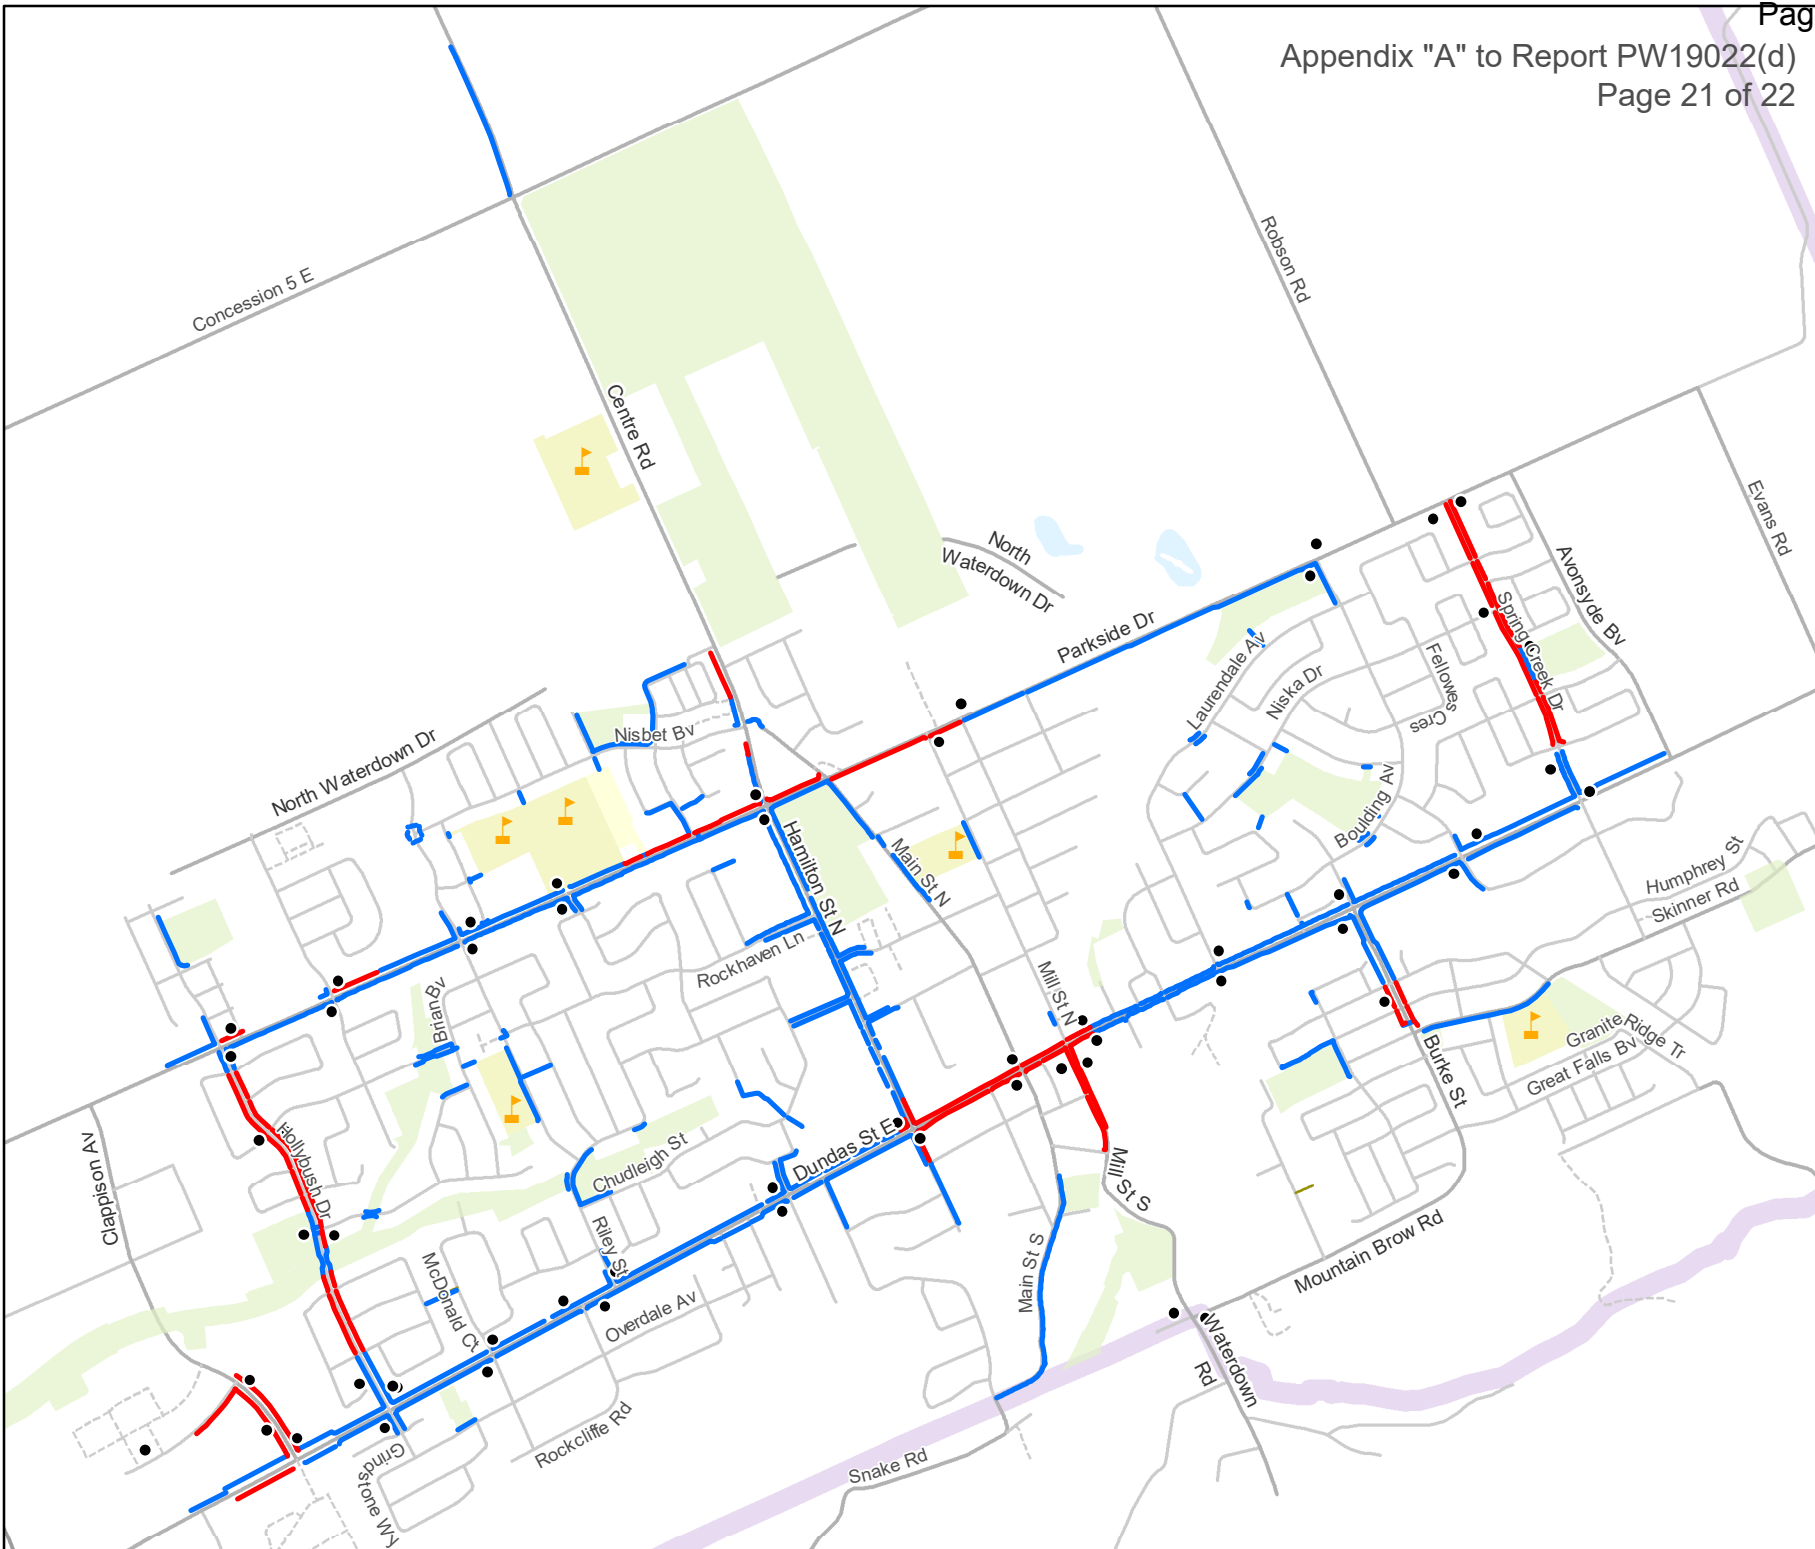 Pag
Appendix "A" to Report PW19022(d)
Page 21 of 22
Robson Rd
Concession 5 E
Centre Rd
Evans Rd
North
Waterdown Dr
Avonsyde Bv
Spring Creek Dr
Parkside Dr
Laurendale Av
Fellowes
Cres
Niska Dr
Nisbet Bv
North Waterdown Dr
Boulding Av
Hamilton St N
Main St N
Humphrey St
Skinner Rd
Rockhaven Ln
Mill St N
Brian Bv
Granite Ridge Tr
Great Falls Bv
Burke St
Clappison Av
Hollybush Dr
Chudleigh St
Dundas St E
Mill St S
Riley St
McDonald Ct
Main St S
Mountain Brow Rd
Overdale Av
Waterdown
Rd
Rockcliffe Rd
Grindstone Wy
Snake Rd